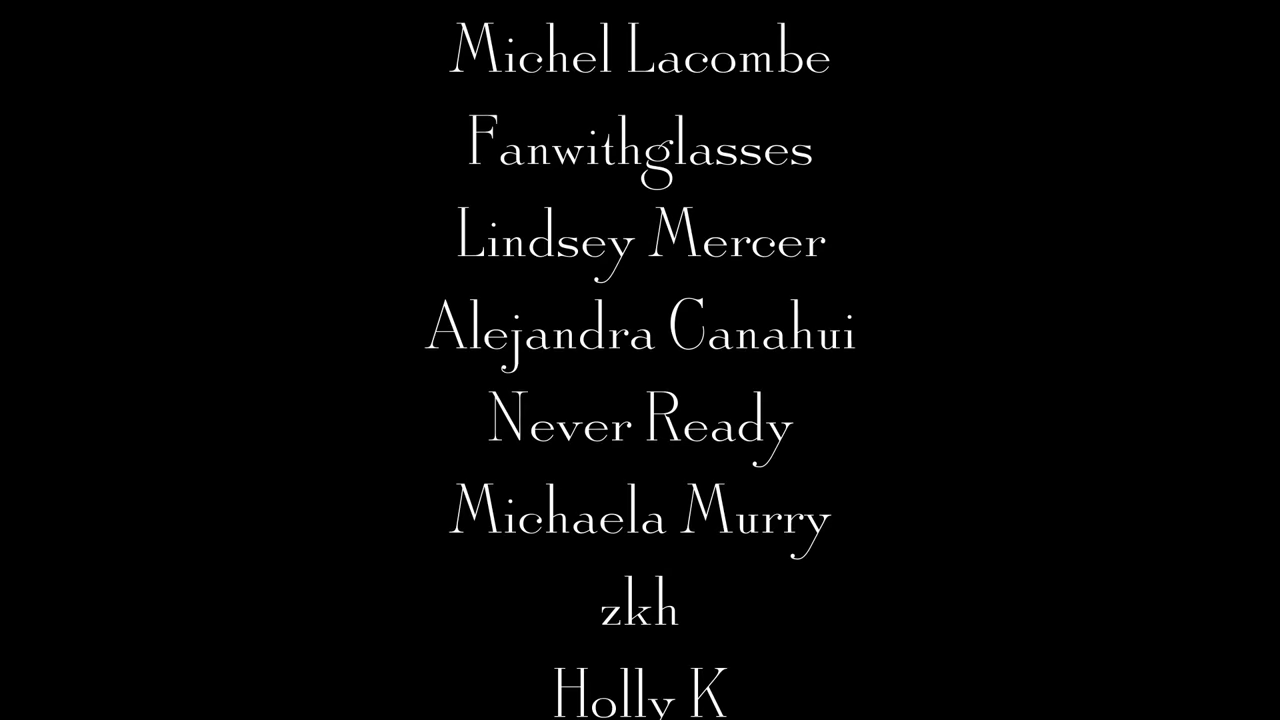 Michel Lacombe
Fanwithglasses
Lindsey Mercer
Alejandra Canahui
Never Ready
Michaela Murry
zkh
Holly K